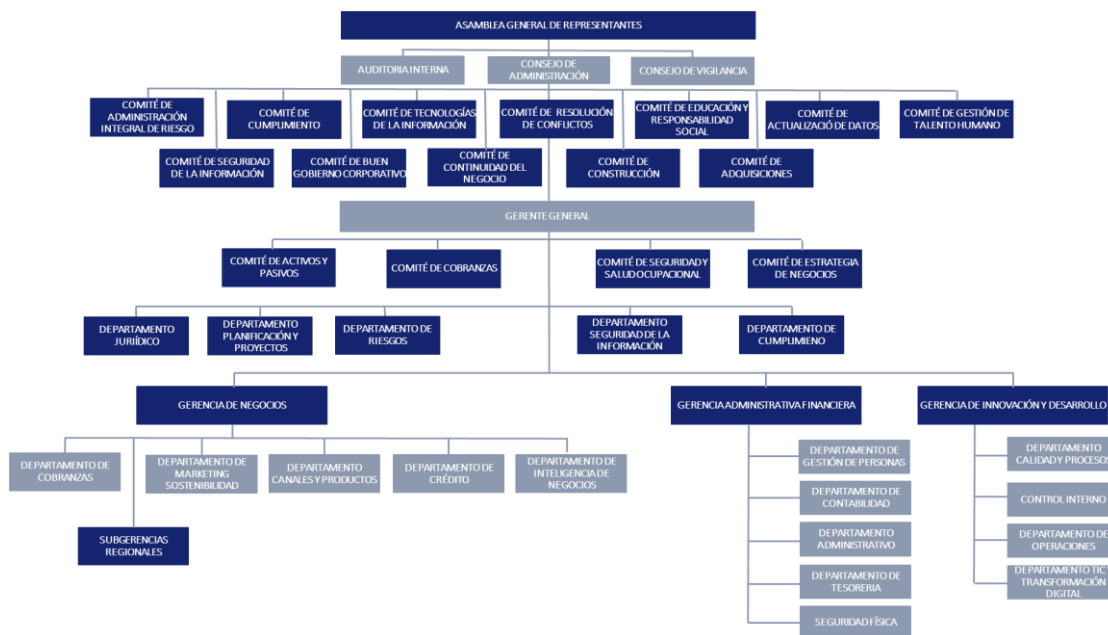 ASAMBLEA GENERAL DE REPRESENTANTES
AUDITORIA INTERNA
CONSEJO DE
ADMINISTRACIÓN
CONSEJO DE VIGILANCIA
COMITÉ DE
ADMINISTRACIÓN
INTEGRAL DE RIESGO
COMITÉ DE
CUMPLIMIENTO
COMITÉ DE TECNOLOGÍAS
DE LA INFORMACIÓN
COMITÉ DE RESOLUCIÓN
DE CONFLICTOS
COMITÉ DE EDUCACIÓN Y
RESPONSABILIDAD
SOCIAL
COMITÉ DE
ACTUALIZACIÓ DE DATOS
COMITÉ DE GESTIÓN DE
TALENTO HUMANO
COMITÉ DE SEGURIDAD
DE LA INFORMACIÓN
COMITÉ DE BUEN
GOBIERNO CORPORATIVO
COMITÉ DE
CONTINUIDAD DEL
NEGOCIO
COMITÉ DE
CONSTRUCCIÓN
COMITÉ DE
ADQUISICIONES
GERENTE GENERAL
COMITÉ DE ACTIVOS Y
PASIVOS
COMITÉ DE COBRANZAS
COMITÉ DE SEGURIDAD Y
SALUD OCUPACIONAL
COMITÉ DE ESTRATEGIA
DE NEGOCIOS
DEPARTAMENTO
JURÍDICO
DEPARTAMENTO
PLANIFICACIÓN Y
PROYECTOS
DEPARTAMENTO DE
RIESGOS
DEPARTAMENTO
SEGURIDAD DE LA
INFORMACIÓN
DEPARTAMENTO DE
CUMPLIMIENO
GERENCIA DE NEGOCIOS
GERENCIA ADMINISTRATIVA FINANCIERA
GERENCIA DE INNOVACIÓN Y DESARROLLO
DEPARTAMENTO DE
COBRANZAS
DEPARTAMENTO DE
MARKETING
SOSTENIBILIDAD
DEPARTAMENTO
CANALES Y PRODUCTOS
DEPARTAMENTO DE
CRÉDITO
DEPARTAMENTO DE
INTELIGENCIA DE
NEGOCIOS
SUBGERENCIAS
REGIONALES
DEPARTAMENTO DE
GESTIÓN DE PERSONAS
DEPARTAMENTO DE
CONTABILIDAD
DEPARTAMENTO
ADMINISTRATIVO
DEPARTAMENTO DE
TESORERIA
SEGURIDAD FÍSICA
DEPARTAMENTO
CALIDAD Y PROCESOS
CONTROL INTERNO
DEPARTAMENTO DE
OPERACIONES
DEPARTAMENTO TIC Y
TRANSFORMACIÓN
DIGITAL